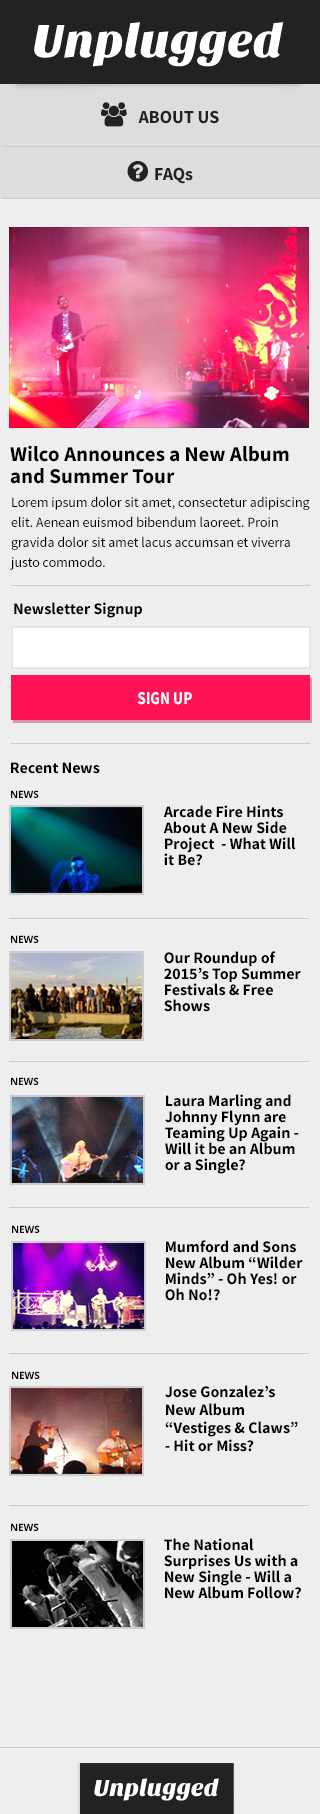 Unplugged
ABOUT US
FAQs
Wilco Announces a New Album
and Summer Tour
Lorem ipsum dolor sit amet, consectetur adipiscing
elit. Aenean euismod bibendum laoreet. Proin
gravida dolor sit amet lacus accumsan et viverra
justo commodo.
Newsletter Signup
SIGN UP
Recent News
NEWS
Arcade Fire Hints
About A New Side
Project - What Will
it Be?
NEWS
Our Roundup of
2015’s Top Summer
Festivals & Free
Shows
NEWS
Laura Marling and
Johnny Flynn are
Teaming Up Again -
Will it be an Album
or a Single?
NEWS
Mumford and Sons
New Album “Wilder
Minds” - Oh Yes! or
Oh No!?
NEWS
Jose Gonzalez’s
New Album
“Vestiges & Claws”
- Hit or Miss?
NEWS
The National
Surprises Us with a
New Single - Will a
New Album Follow?
Unplugged